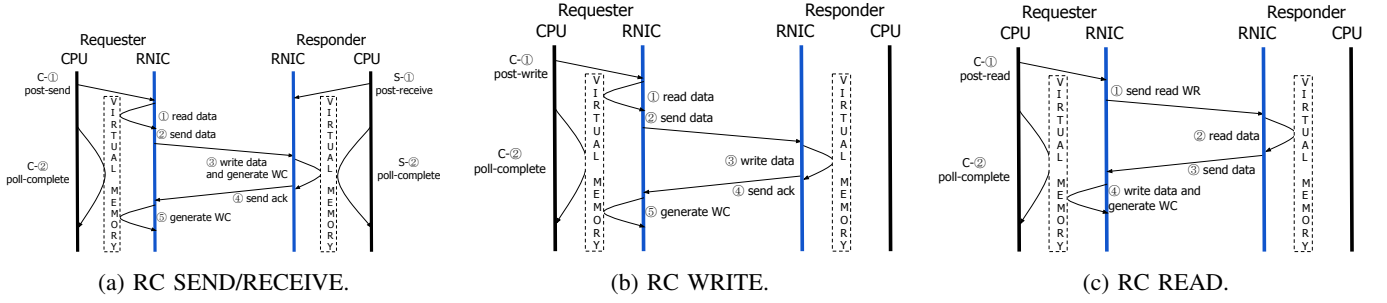 Requester
Responder
CPU
RNIC
RNIC
CPU
C-①
post-send
S-①
post-receive
① read data
② send data
③ write data
and generate WC
C-②
poll-complete
S-②
poll-complete
④ send ack
⑤ generate WC
VIRTUAL MEMORY
VIRTUAL MEMORY
(a) RC SEND/RECEIVE.
Requester
Responder
CPU
RNIC
RNIC
CPU
C-①
post-write
① read data
② send data
C-②
poll-complete
③ write data
④ send ack
⑤ generate WC
VIRTUAL MEMORY
VIRTUAL MEMORY
(b) RC WRITE.
Requester
Responder
CPU
RNIC
RNIC
CPU
C-①
post-read
① send read WR
② read data
C-②
poll-complete
③ send data
④ write data and
generate WC
VIRTUAL MEMORY
VIRTUAL MEMORY
(c) RC READ.